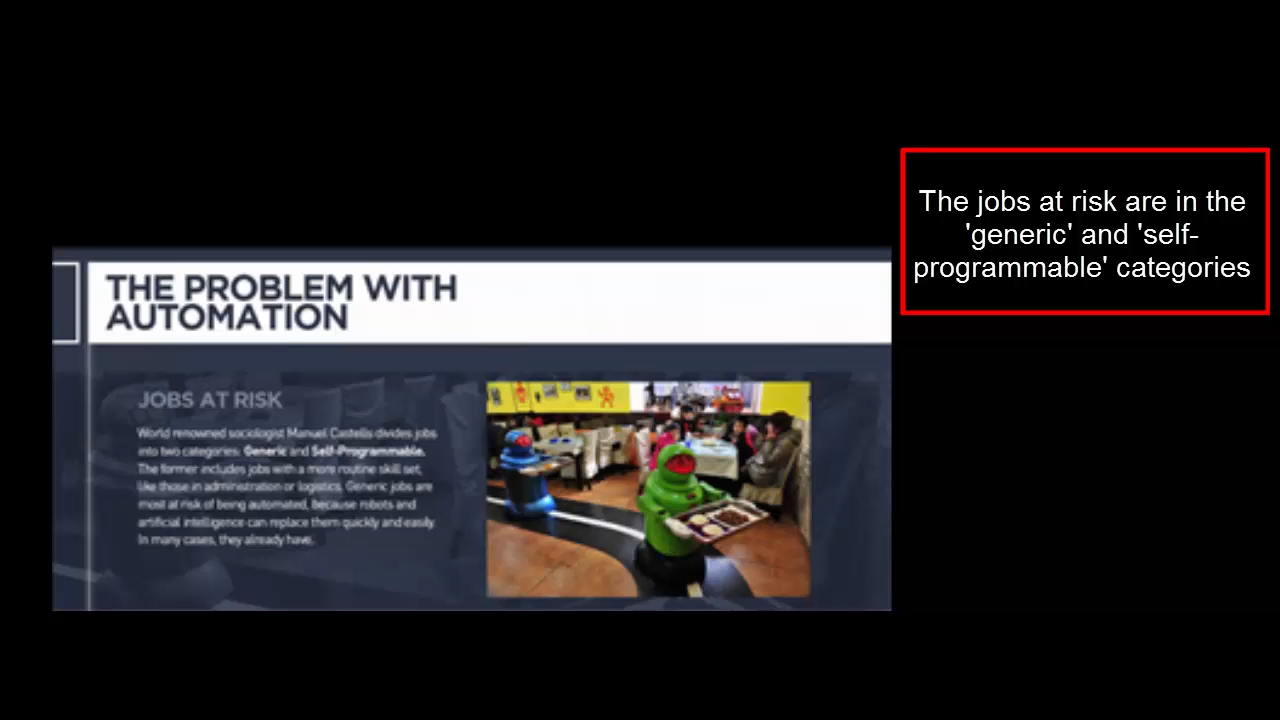 THE PROBLEM WITH
AUTOMATION
JOBS AT RISK
World renowned sociologist Manuel Castells divides jobs
into two categories: Generic and Self-Programmable.
The former includes jobs with a more routine skill set,
like those in administration or logistics. Generic jobs are
most at risk of being automated, because robots and
artificial intelligence can replace them quickly and easily.
In many cases, they already have.
The jobs at risk are in the
'generic' and 'self-
programmable' categories